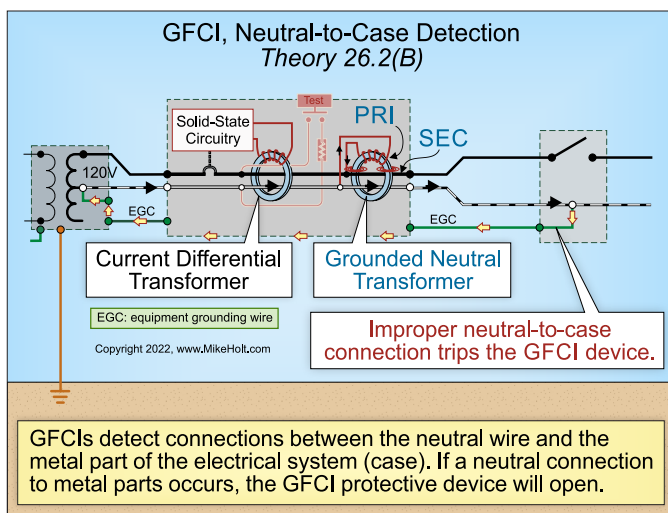 GFCI, Neutral-to-Case Detection
Theory 26.2(B)
Test
Solid-State
Circuitry
PRI
SEC
120V
EGC
EGC
Current Differential
Transformer
Grounded Neutral
Transformer
EGC: equipment grounding wire
Improper neutral-to-case
connection trips the GFCI device.
Copyright 2022, www.MikeHolt.com
GFCIs detect connections between the neutral wire and the
metal part of the electrical system (case). If a neutral connection
to metal parts occurs, the GFCI protective device will open.